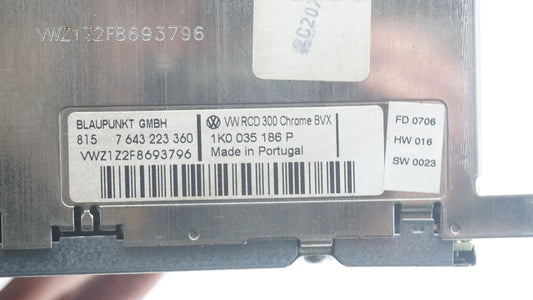 VWZ1Z2F8693796
BLAUPUNKT GMBH
815 7 643 223 360
VWZ1Z2F8693796
VW RCD 300 Chrome BVX
1K0 035 186 P
Made in Portugal
FD 0706
HW 016
SW 0023